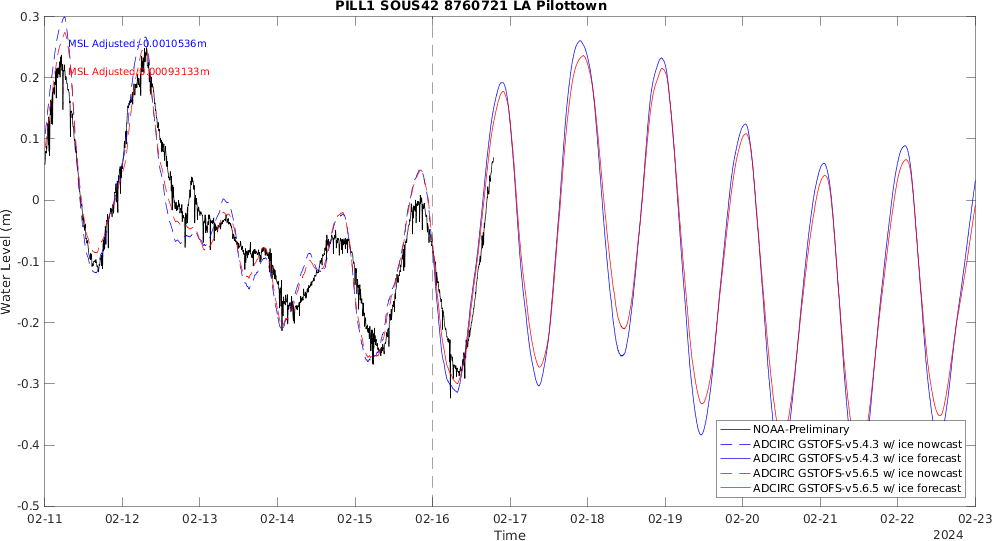 PILL1 SOUS42 8760721 LA Pilottown
MSL Adjusted:-0.0010536m
MSL Adjusted:0.00093133m
Water Level (m)
0.3
0.2
0.1
0
-0.1
-0.2
-0.3
-0.4
-0.5
NOAA-Preliminary
ADCIRC GSTOFS-v5.4.3 w/ ice nowcast
ADCIRC GSTOFS-v5.4.3 w/ ice forecast
ADCIRC GSTOFS-v5.6.5 w/ ice nowcast
ADCIRC GSTOFS-v5.6.5 w/ ice forecast
02-11 02-12 02-13 02-14 02-15 02-16 02-17 02-18 02-19 02-20 02-21 02-22 02-23
Time
2024